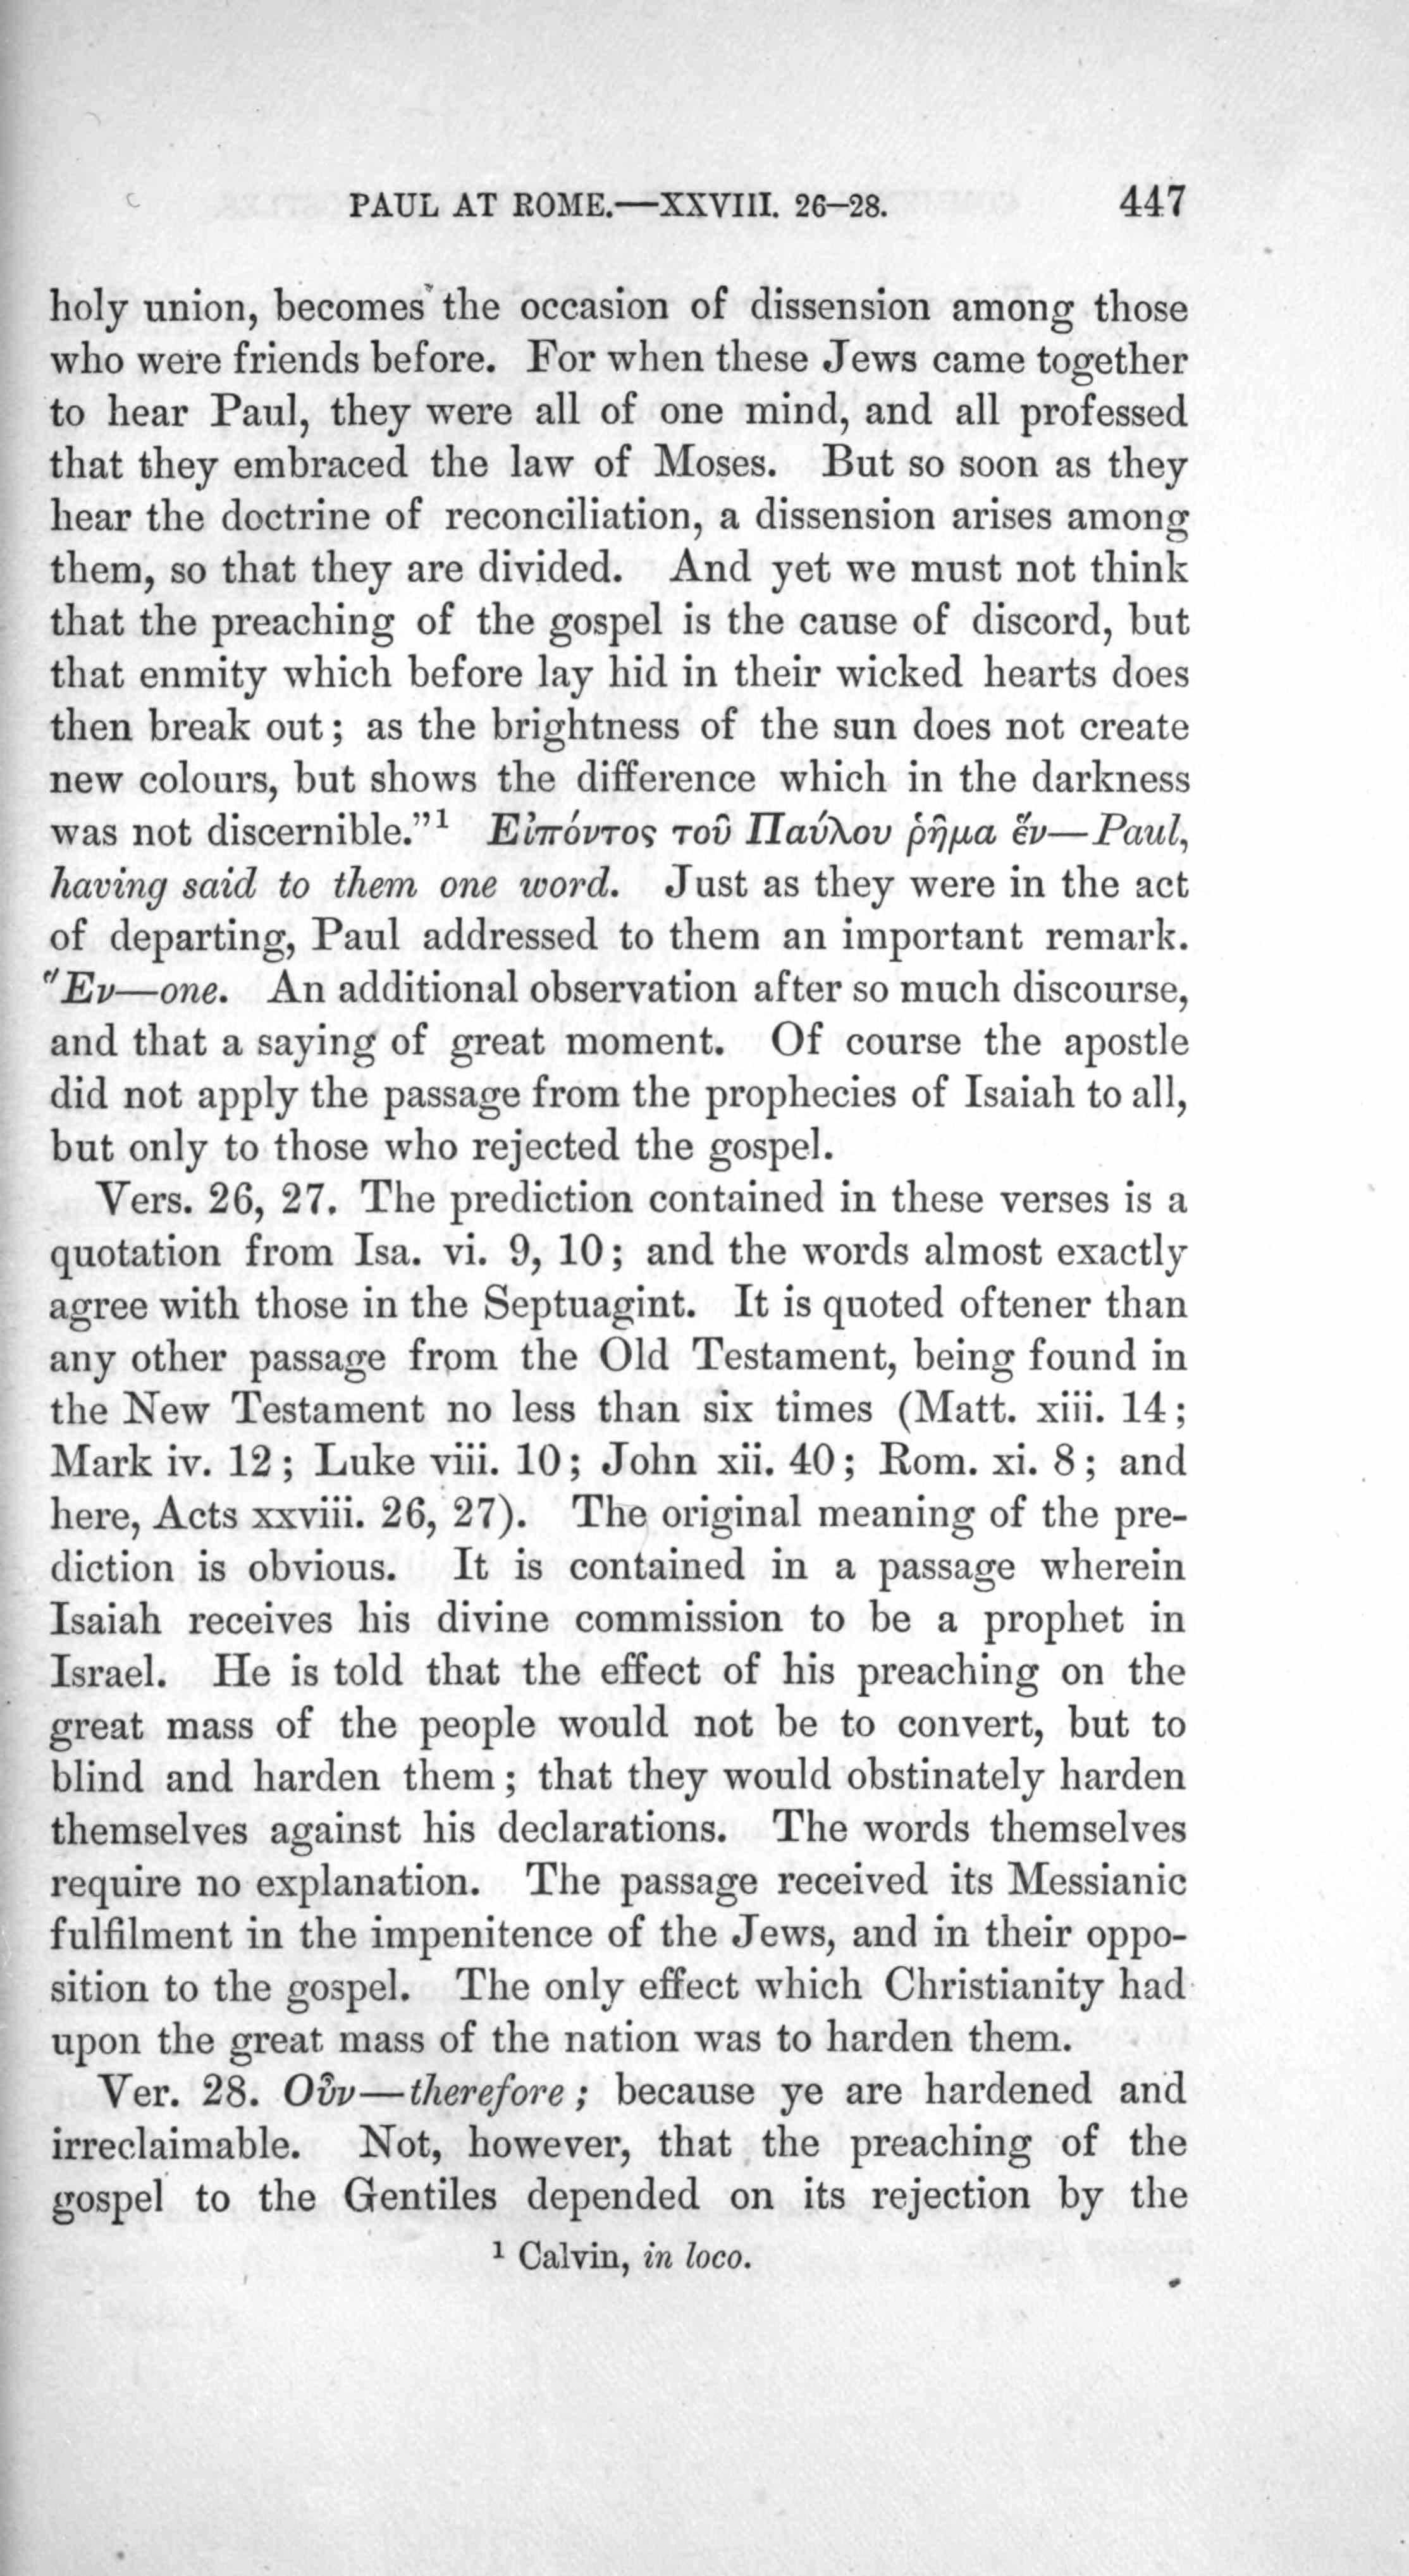 PAUL AT ROME.—XXVIII. 26–28. 447
holy union, becomes the occasion of dissension among those
who were friends before. For when these Jews came together
to hear Paul, they were all of one mind, and all professed
that they embraced the law of Moses. But so soon as they
hear the doctrine of reconciliation, a dissension arises among
them, so that they are divided. And yet we must not think
that the preaching of the gospel is the cause of discord, but
that enmity which before lay hid in their wicked hearts does
then break out; as the brightness of the sun does not create
new colours, but shows the difference which in the darkness
was not discernible."¹ Εἰπόντος τοῦ Παύλου ῥῆμα ἕν—Paul,
having said to them one word. Just as they were in the act
of departing, Paul addressed to them an important remark.
Ἕν—one. An additional observation after so much discourse,
and that a saying of great moment. Of course the apostle
did not apply the passage from the prophecies of Isaiah to all,
but only to those who rejected the gospel.
Vers. 26, 27. The prediction contained in these verses is a
quotation from Isa. vi. 9, 10; and the words almost exactly
agree with those in the Septuagint. It is quoted oftener than
any other passage from the Old Testament, being found in
the New Testament no less than six times (Matt. xiii. 14;
Mark iv. 12; Luke viii. 10; John xii. 40; Rom. xi. 8; and
here, Acts xxviii. 26, 27). The original meaning of the pre-
diction is obvious. It is contained in a passage wherein
Isaiah receives his divine commission to be a prophet in
Israel. He is told that the effect of his preaching on the
great mass of the people would not be to convert, but to
blind and harden them; that they would obstinately harden
themselves against his declarations. The words themselves
require no explanation. The passage received its Messianic
fulfilment in the impenitence of the Jews, and in their oppo-
sition to the gospel. The only effect which Christianity had
upon the great mass of the nation was to harden them.
Ver. 28. Οὖν—therefore; because ye are hardened and
irreclaimable. Not, however, that the preaching of the
gospel to the Gentiles depended on its rejection by the
¹ Calvin, in loco.